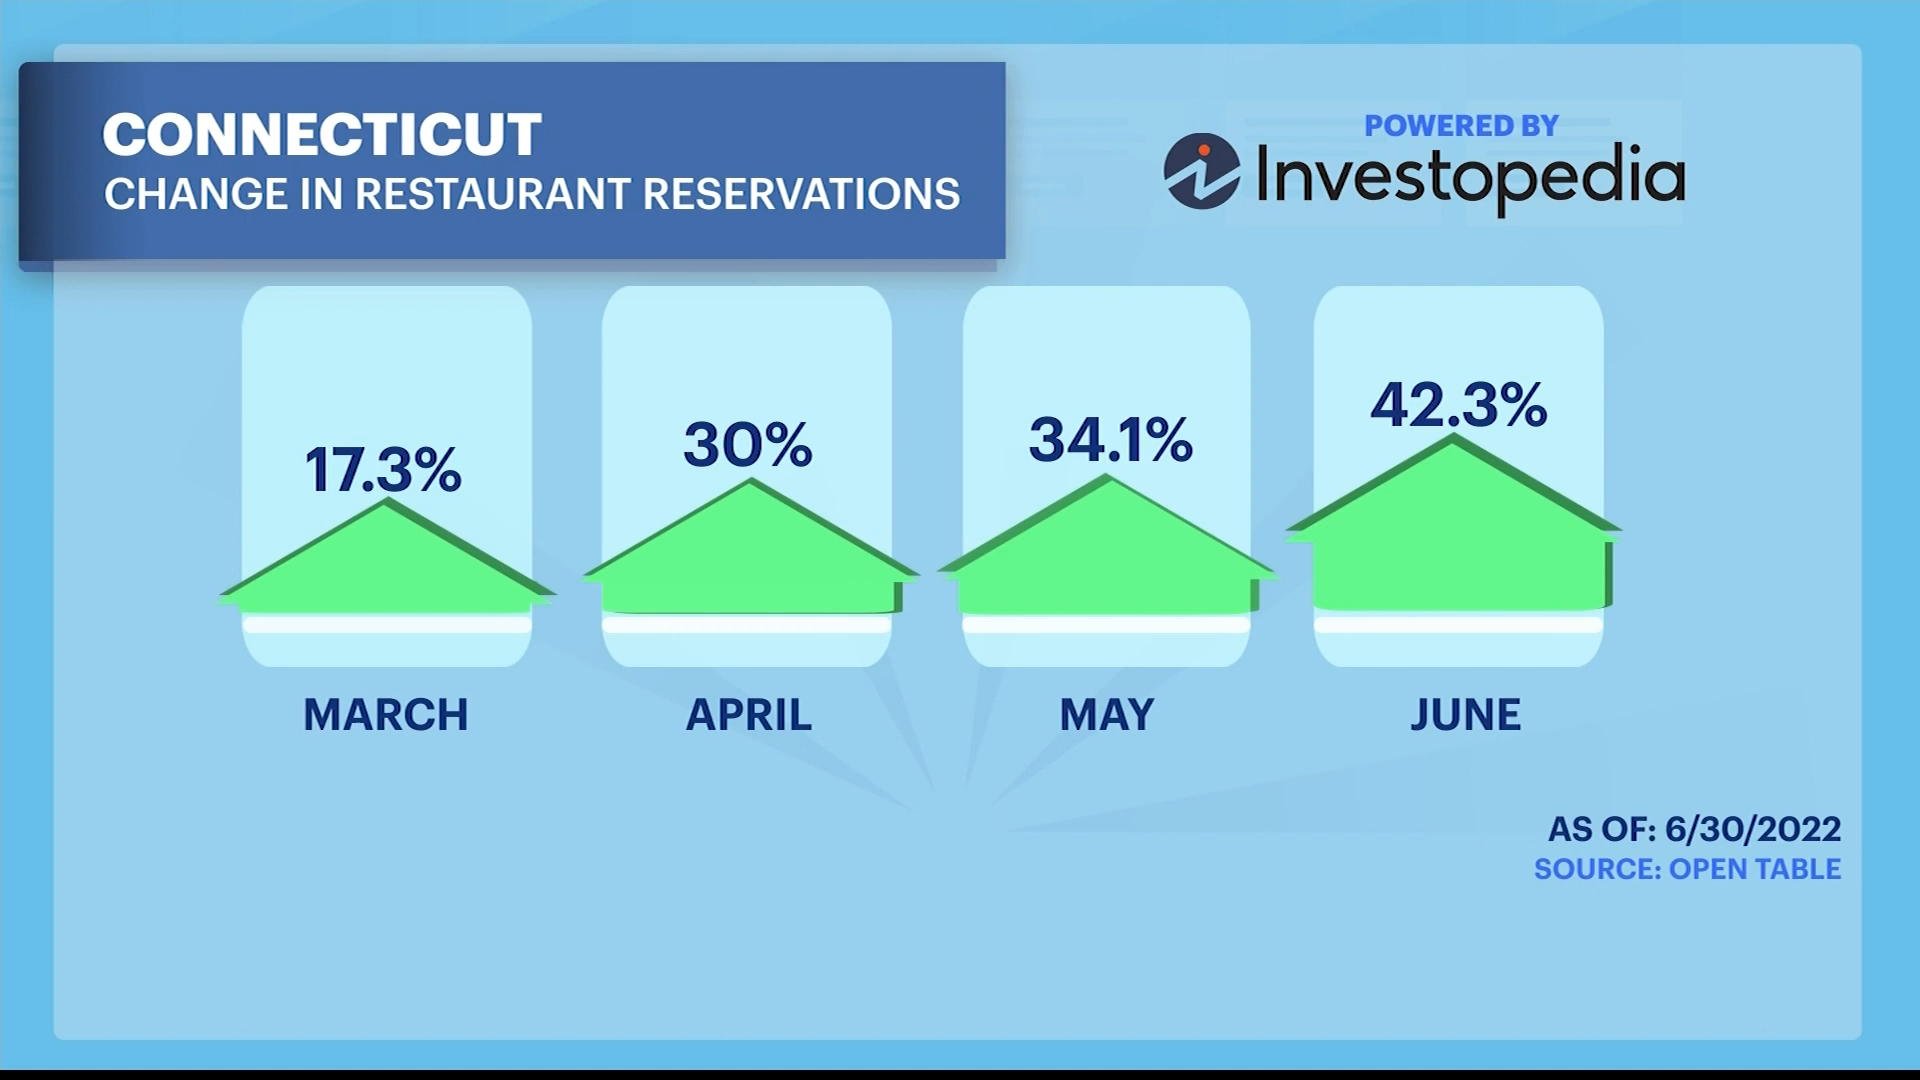 CONNECTICUT
CHANGE IN RESTAURANT RESERVATIONS
POWERED BY
Investopedia
17.3%
30%
34.1%
42.3%
MARCH
APRIL
MAY
JUNE
AS OF: 6/30/2022
SOURCE: OPEN TABLE